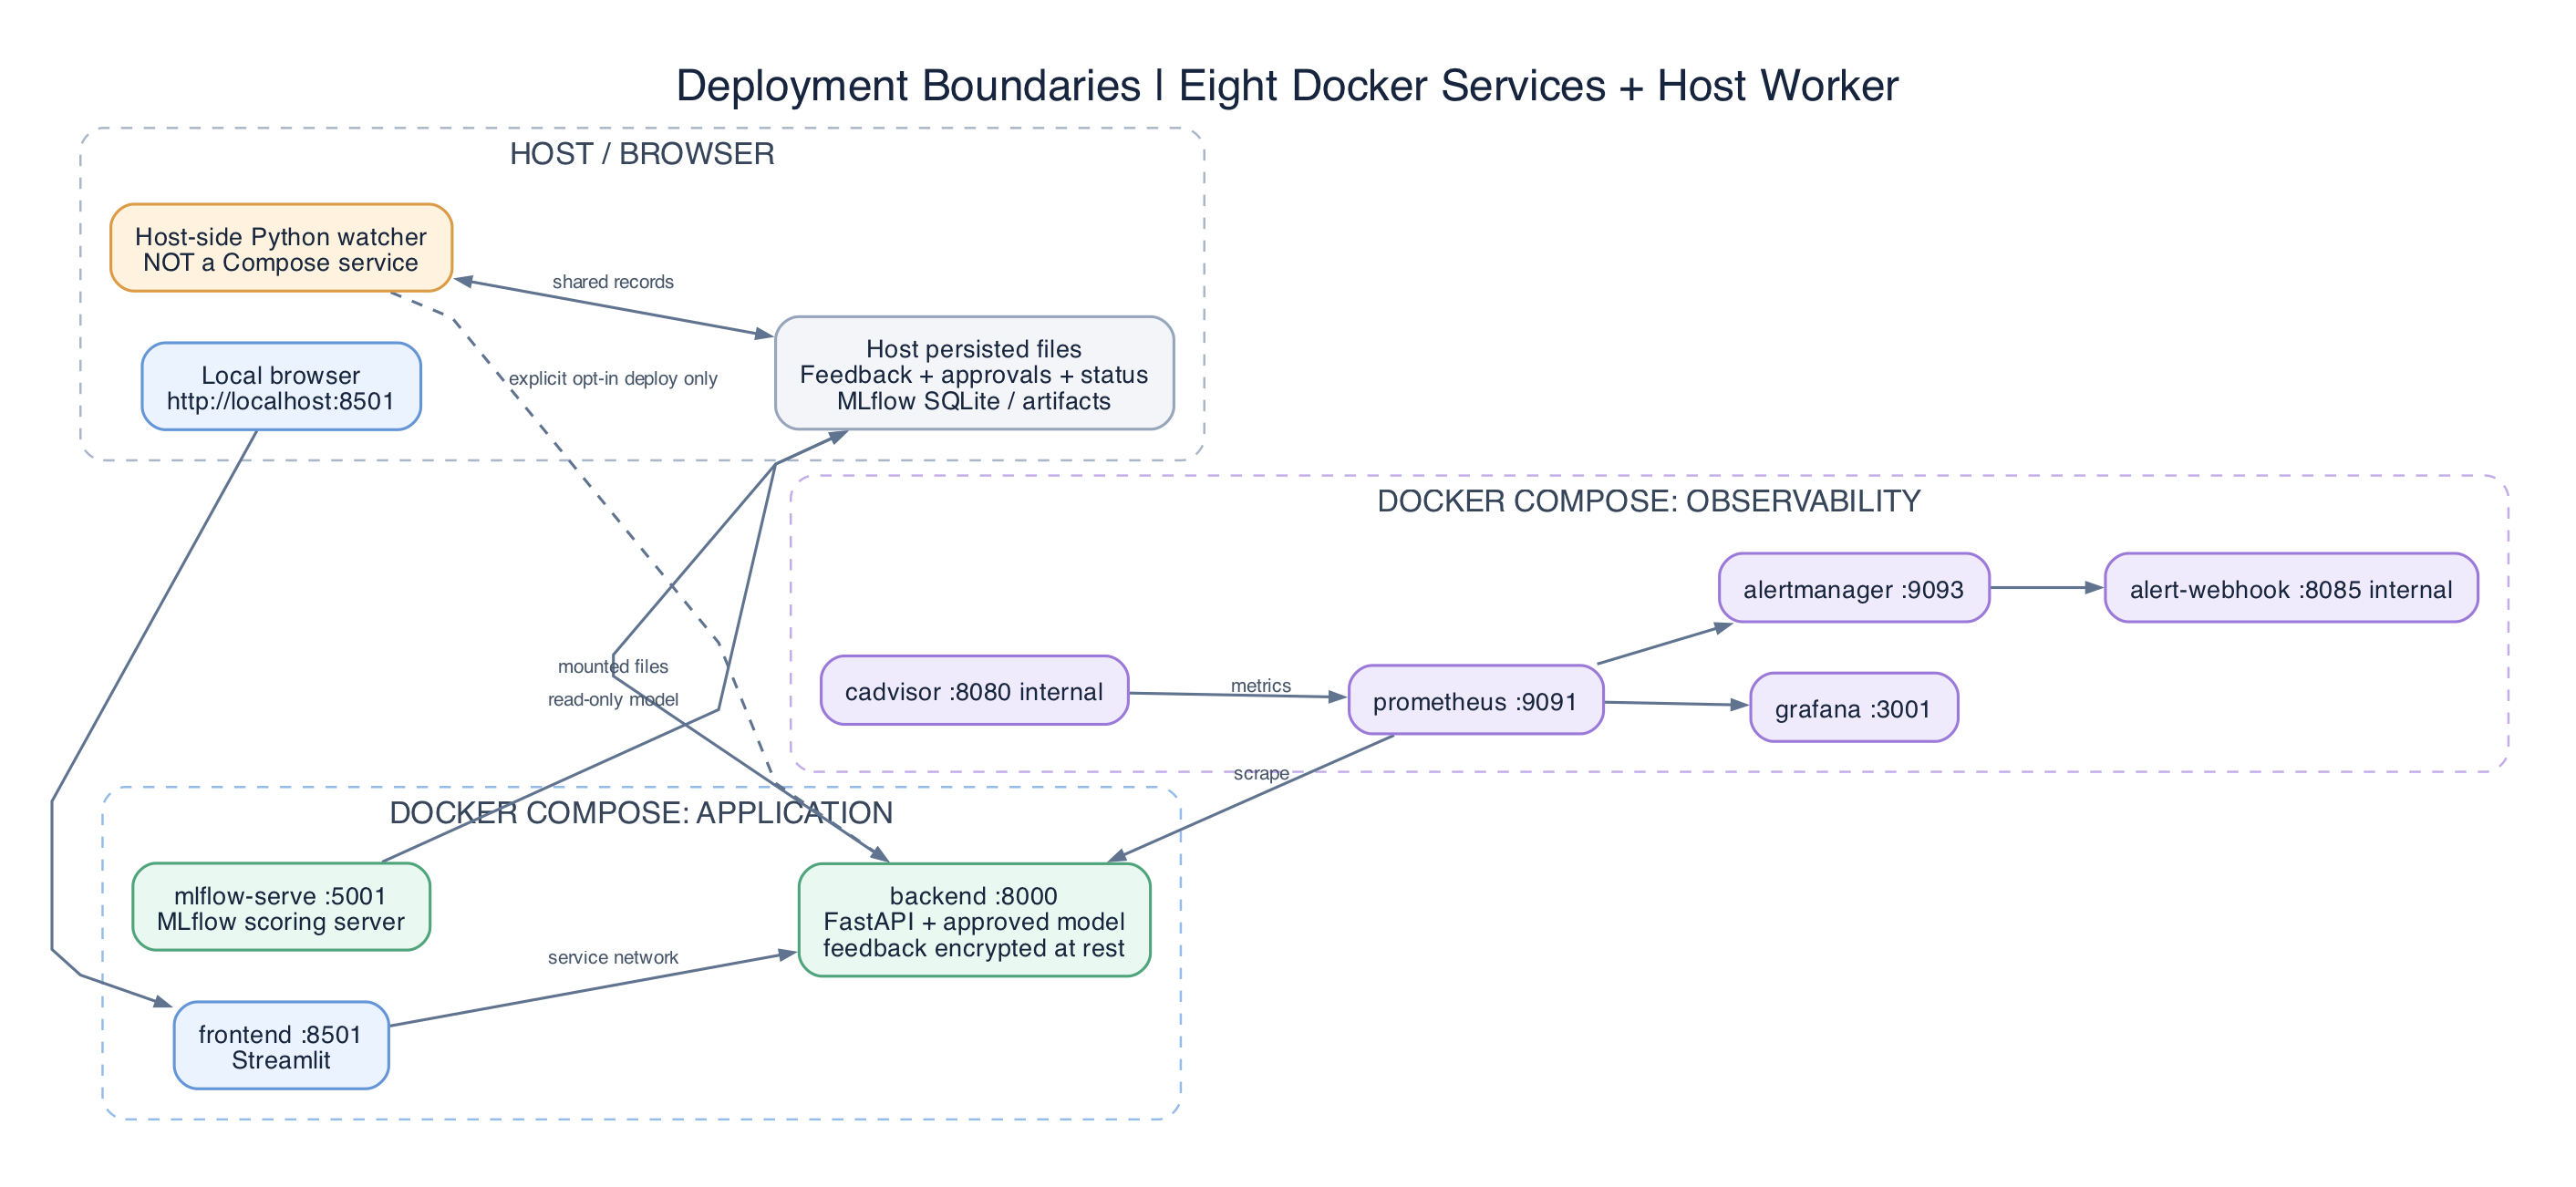 Deployment Boundaries | Eight Docker Services + Host Worker
HOST / BROWSER
Host-side Python watcher
NOT a Compose service
shared records
Host persisted files
Feedback + approvals + status
MLflow SQLite / artifacts
Local browser
http://localhost:8501
explicit opt-in deploy only
DOCKER COMPOSE: OBSERVABILITY
alertmanager :9093
alert-webhook :8085 internal
cadvisor :8080 internal
metrics
prometheus :9091
grafana :3001
mounted files
read-only model
scrape
DOCKER COMPOSE: APPLICATION
mlflow-serve :5001
MLflow scoring server
backend :8000
FastAPI + approved model
feedback encrypted at rest
service network
frontend :8501
Streamlit